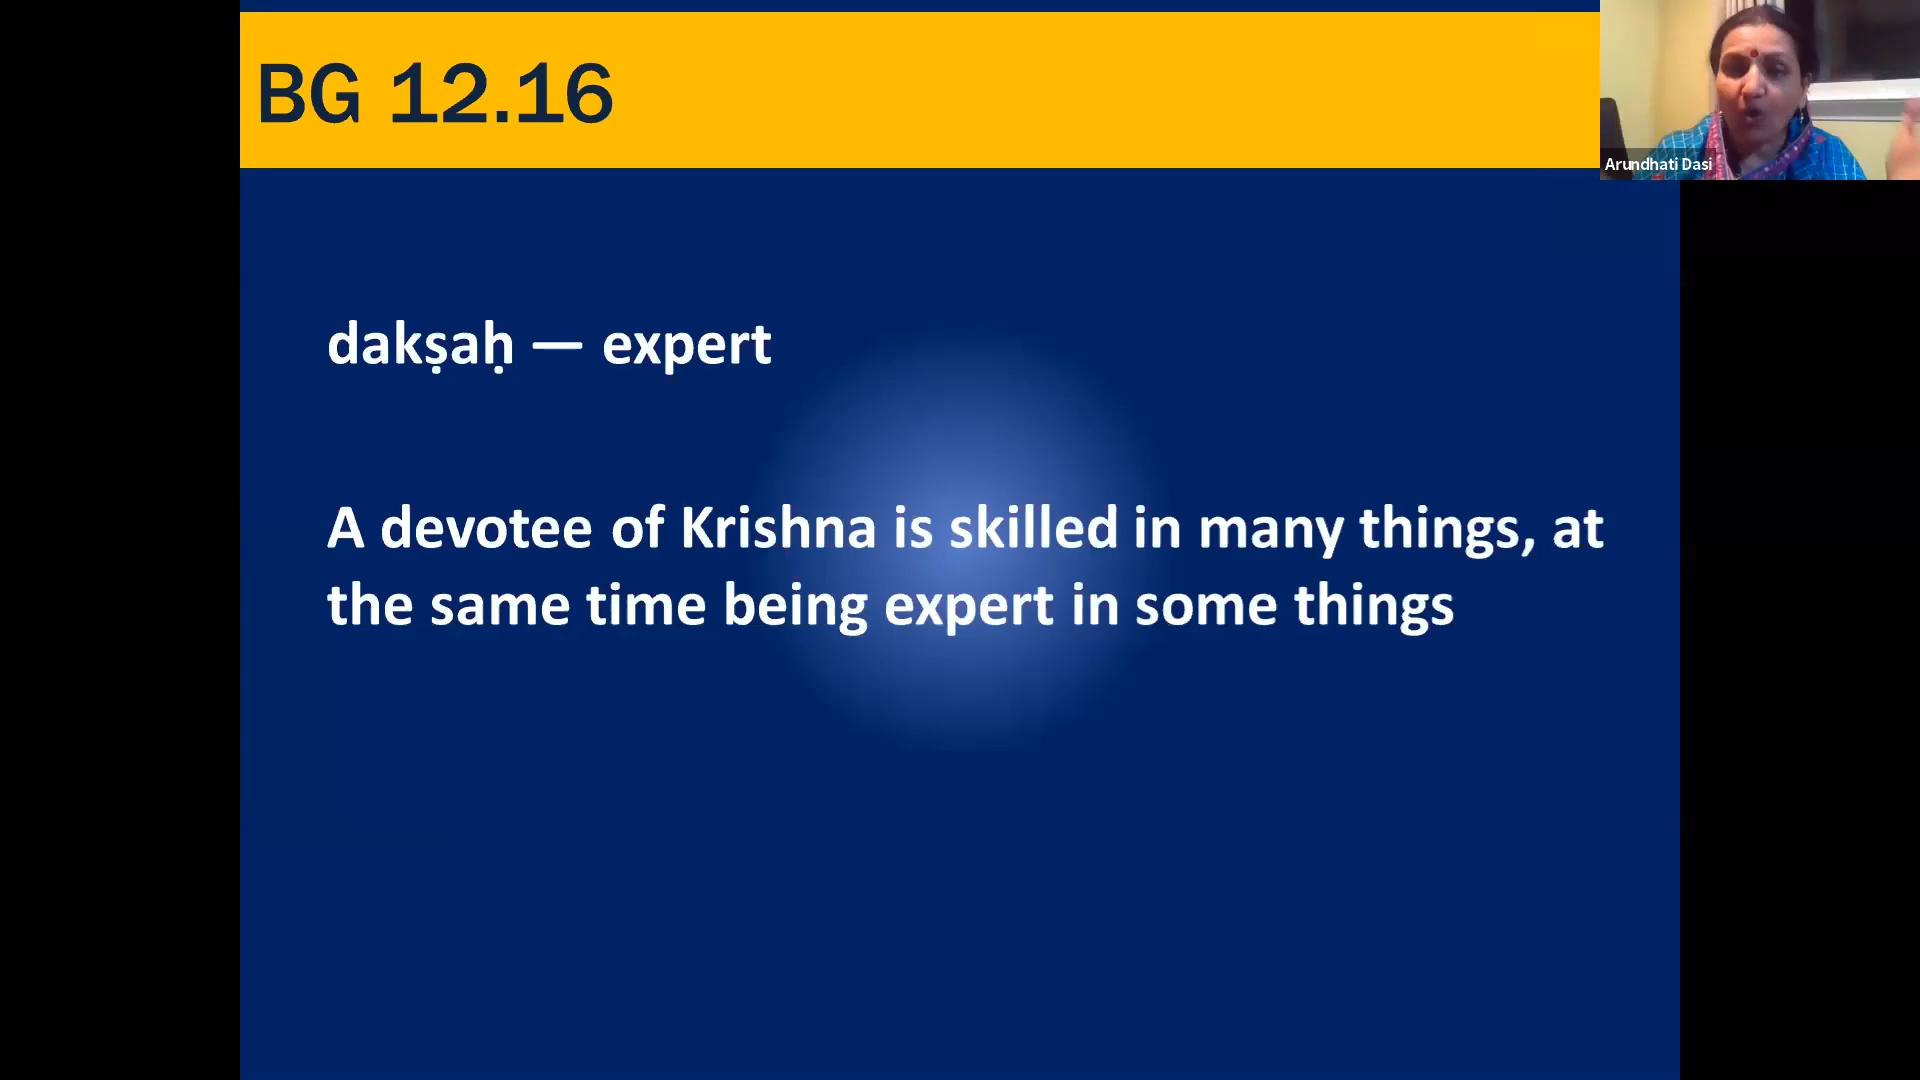 BG 12.16
Arundhati Dasi
dakṣaḥ — expert
A devotee of Krishna is skilled in many things, at
the same time being expert in some things